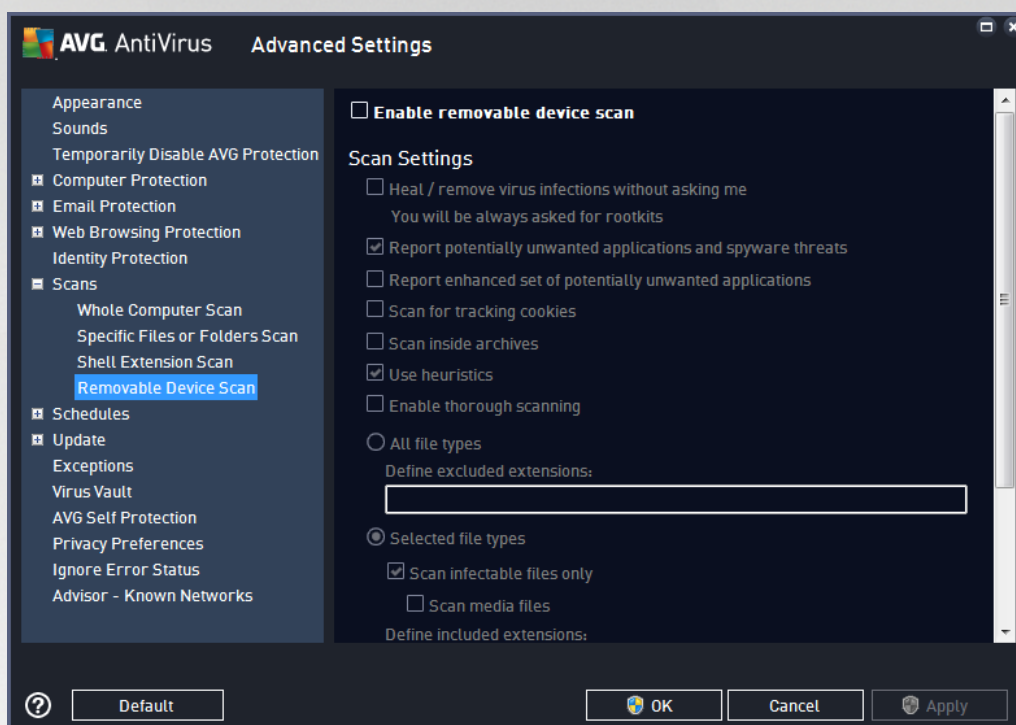 AVG. AntiVirus Advanced Settings
Appearance
Sounds
Temporarily Disable AVG Protection
Computer Protection
Email Protection
Web Browsing Protection
Identity Protection
Scans
Whole Computer Scan
Specific Files or Folders Scan
Shell Extension Scan
Removable Device Scan
Schedules
Update
Exceptions
Virus Vault
AVG Self Protection
Privacy Preferences
Ignore Error Status
Advisor - Known Networks
Enable removable device scan
Scan Settings
Heal / remove virus infections without asking me
You will be always asked for rootkits
Report potentially unwanted applications and spyware threats
Report enhanced set of potentially unwanted applications
Scan for tracking cookies
Scan inside archives
Use heuristics
Enable thorough scanning
All file types
Define excluded extensions:
Selected file types
Scan infectable files only
Scan media files
Define included extensions:
? Default OK Cancel Apply